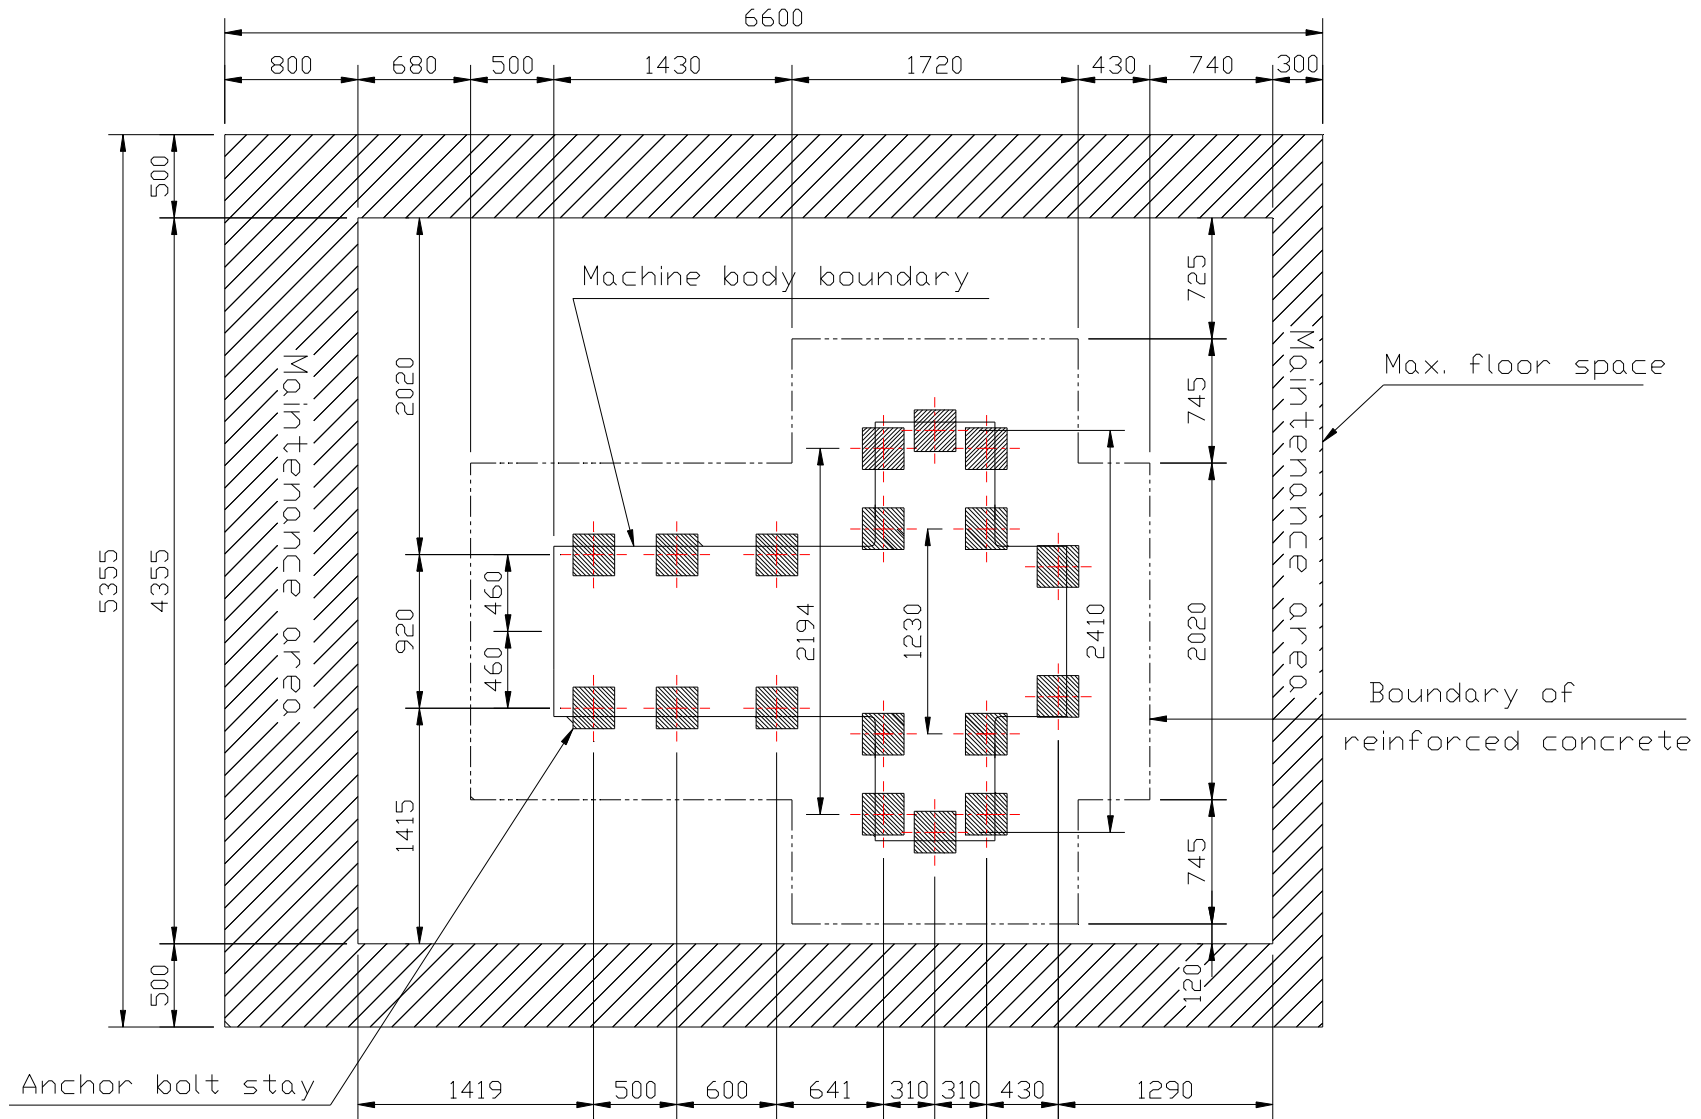 6600
800 680 500 1430 1720 430 740 300
500
725
Machine body boundary
Max. floor space
2020
745
Maintenance area
Maintenance area
5355
4355
920
460
460
2194
1230
2410
2020
Boundary of
reinforced concrete
1415
745
500
120
Anchor bolt stay
1419 500 600 641 310 310 430 1290